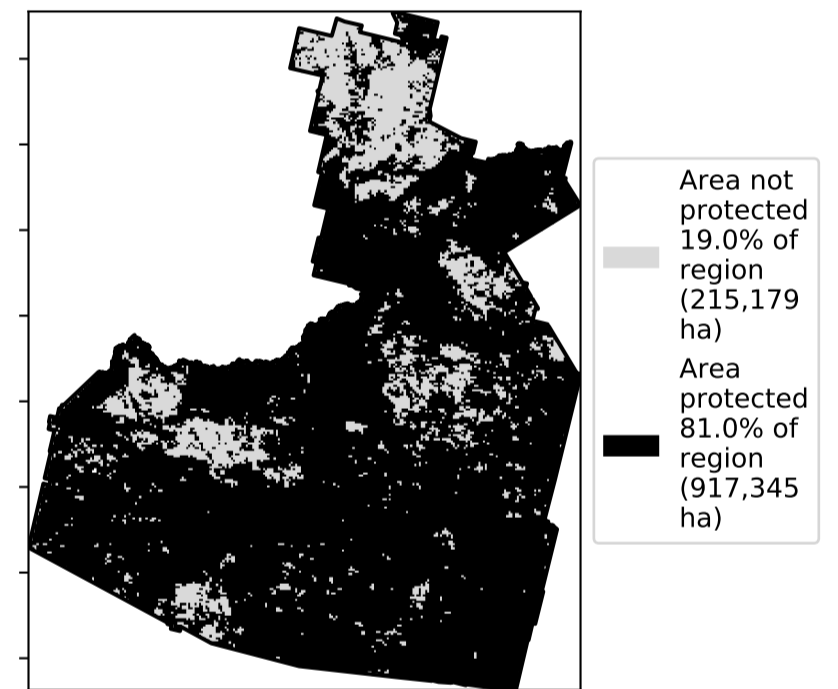 Area not
protected
19.0% of
region
(215,179
ha)
Area
protected
81.0% of
region
(917,345
ha)